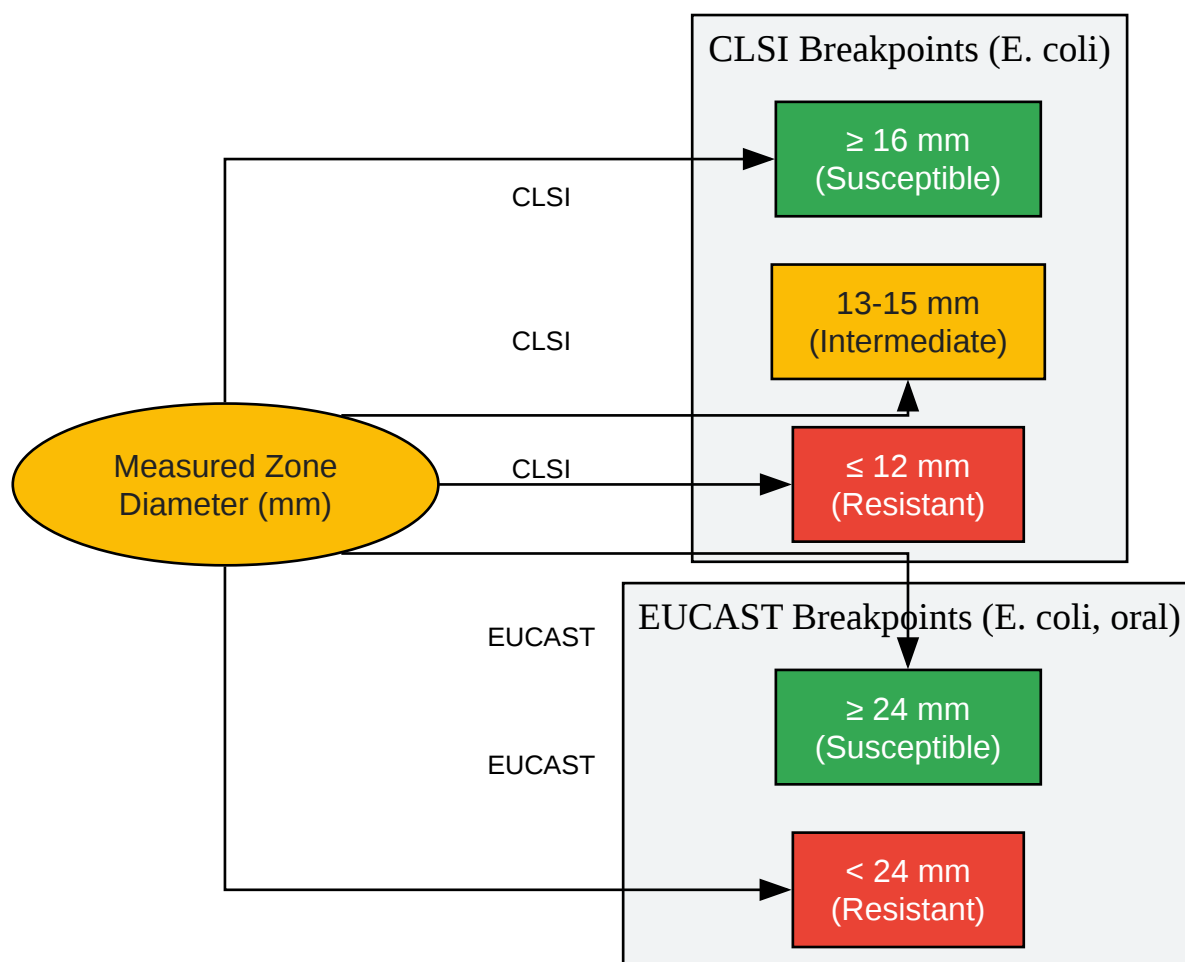 CLSI Breakpoints (E. coli)
≥ 16 mm
(Susceptible)
CLSI
13-15 mm
(Intermediate)
CLSI
Measured Zone
Diameter (mm)
CLSI
≤ 12 mm
(Resistant)
EUCAST Breakpoints (E. coli, oral)
EUCAST
≥ 24 mm
(Susceptible)
EUCAST
< 24 mm
(Resistant)